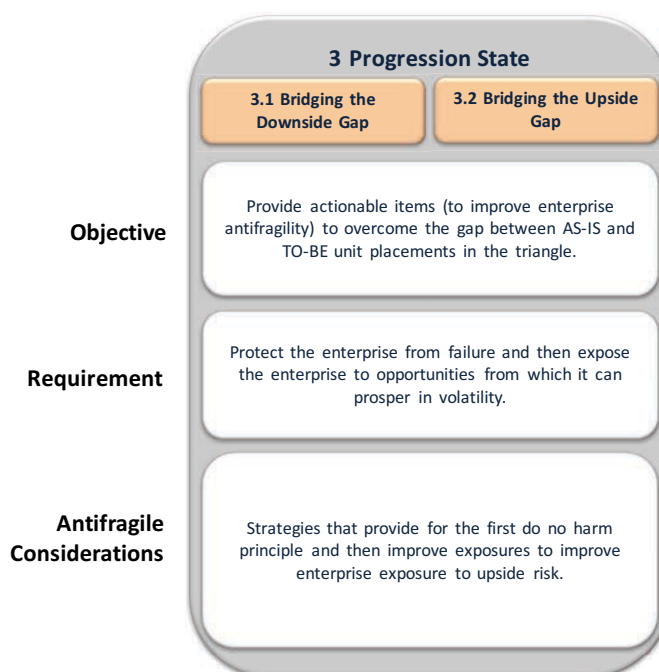 3 Progression State
3.1 Bridging the
Downside Gap
3.2 Bridging the Upside
Gap
Objective
Provide actionable items (to improve enterprise
antifragility) to overcome the gap between AS-IS and
TO-BE unit placements in the triangle.
Requirement
Protect the enterprise from failure and then expose
the enterprise to opportunities from which it can
prosper in volatility.
Antifragile
Considerations
Strategies that provide for the first do no harm
principle and then improve exposures to improve
enterprise exposure to upside risk.